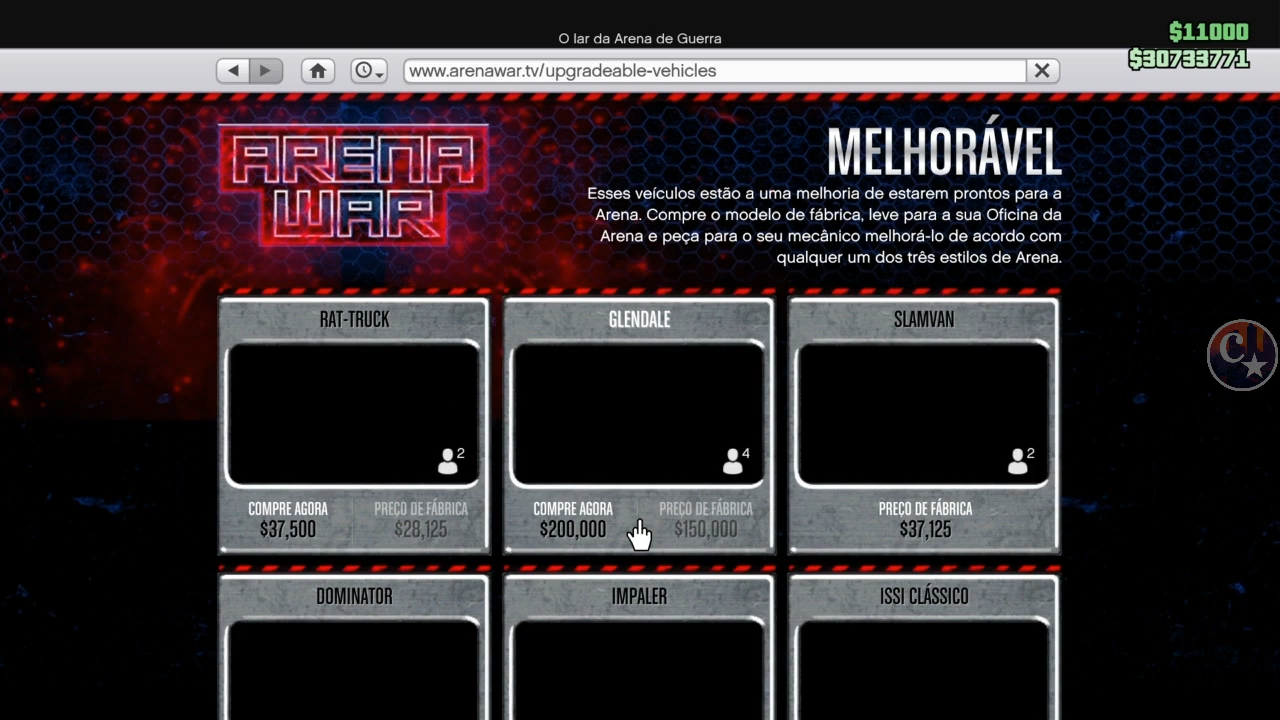 O lar da Arena de Guerra
$11000
$30733771
www.arenawar.tv/upgradeable-vehicles
ARENA
WAR
MELHORÁVEL
Esses veículos estão a uma melhoria de estarem prontos para a
Arena. Compre o modelo de fábrica, leve para a sua Oficina da
Arena e peça para o seu mecânico melhorá-lo de acordo com
qualquer um dos três estilos de Arena.
RAT-TRUCK
2
COMPRE AGORA
$37,500
PREÇO DE FÁBRICA
$28,125
GLENDALE
4
COMPRE AGORA
$200,000
PREÇO DE FÁBRICA
$150,000
SLAMVAN
2
PREÇO DE FÁBRICA
$37,125
C
DOMINATOR
IMPALER
ISSI CLÁSSICO